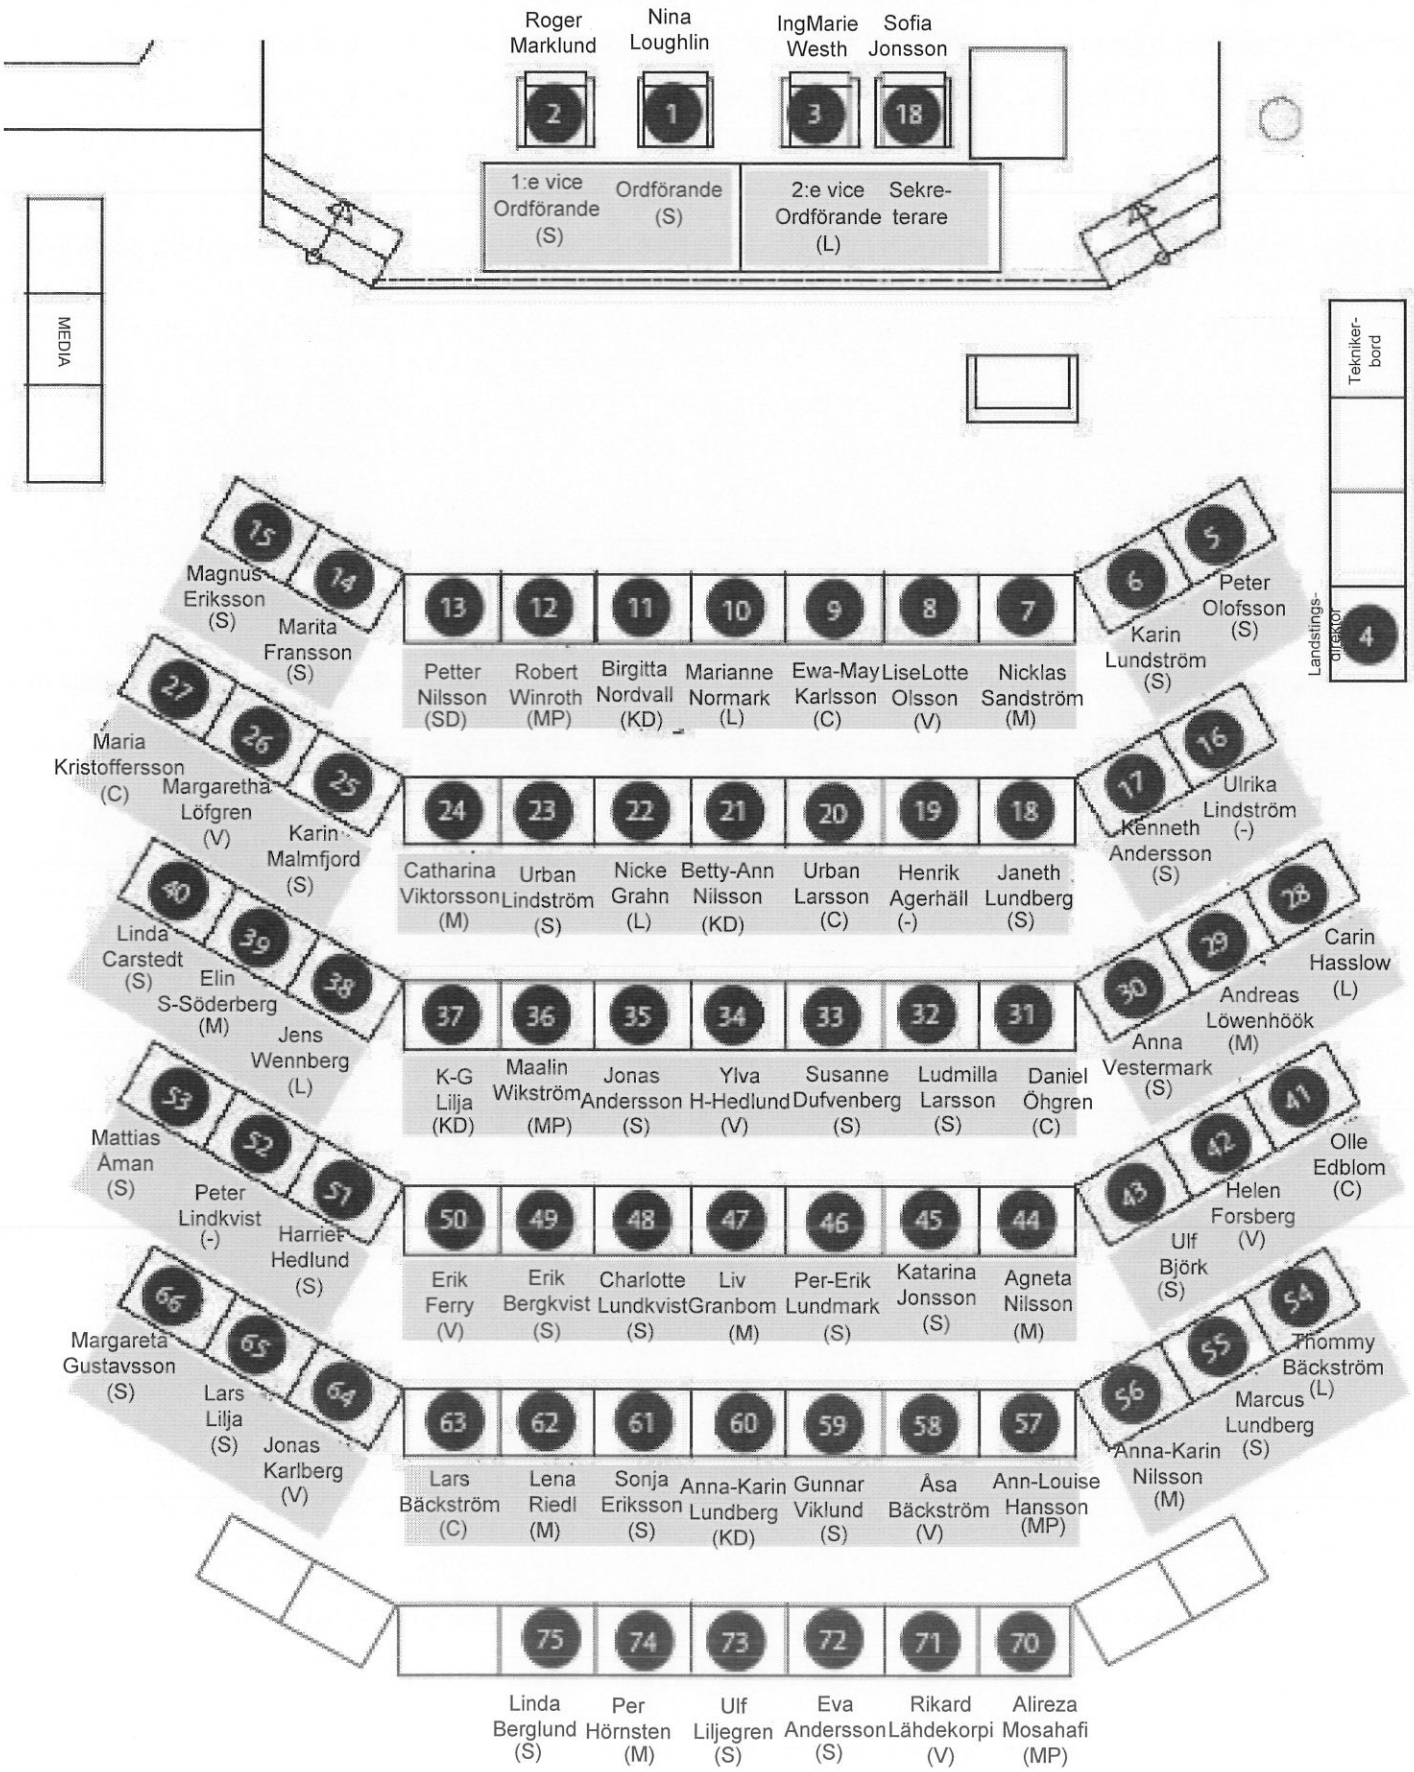 Roger
Marklund
Nina
Loughlin
IngMarie
Westh
Sofia
Jonsson
2
1
3
18
1:e vice
Ordförande
(S)
Ordförande
(S)
2:e vice
Ordförande
(L)
Sekre-
terare
MEDIA
Tekniker-
bord
Landstings-
direktör
4
15
14
13
12
11
10
9
8
7
6
5
Magnus
Eriksson
(S)
Marita
Fransson
(S)
Petter
Nilsson
(SD)
Robert
Winroth
(MP)
Birgitta
Nordvall
(KD)
Marianne
Normark
(L)
Ewa-May
Karlsson
(C)
LiseLotte
Olsson
(V)
Nicklas
Sandström
(M)
Karin
Lundström
(S)
Peter
Olofsson
(S)
27
26
25
24
23
22
21
20
19
18
17
16
Maria
Kristoffersson
(C)
Margaretha
Löfgren
(V)
Karin
Malmfjord
(S)
Catharina
Viktorsson
(M)
Urban
Lindström
(S)
Nicke
Grahn
(L)
Betty-Ann
Nilsson
(KD)
Urban
Larsson
(C)
Henrik
Agerhäll
(-)
Janeth
Lundberg
(S)
Kenneth
Andersson
(S)
Ulrika
Lindström
(-)
40
39
38
37
36
35
34
33
32
31
30
29
28
Linda
Carstedt
(S)
Elin
S-Söderberg
(M)
Jens
Wennberg
(L)
K-G
Lilja
(KD)
Maalin
Wikström
(MP)
Jonas
Andersson
(S)
Ylva
H-Hedlund
(V)
Susanne
Dufvenberg
(S)
Ludmilla
Larsson
(S)
Daniel
Öhgren
(C)
Anna
Vestermark
(S)
Andreas
Löwenhöök
(M)
Carin
Hasslow
(L)
53
52
51
50
49
48
47
46
45
44
43
42
41
Mattias
Åman
(S)
Peter
Lindkvist
(-)
Harriet
Hedlund
(S)
Erik
Ferry
(V)
Erik
Bergkvist
(S)
Charlotte
Lundkvist
(S)
Liv
Granbom
(M)
Per-Erik
Lundmark
(S)
Katarina
Jonsson
(S)
Agneta
Nilsson
(M)
Ulf
Björk
(S)
Helen
Forsberg
(V)
Olle
Edblom
(C)
66
65
64
63
62
61
60
59
58
57
56
55
54
Margareta
Gustavsson
(S)
Lars
Lilja
(S)
Jonas
Karlberg
(V)
Lars
Bäckström
(C)
Lena
Riedl
(M)
Sonja
Eriksson
(S)
Anna-Karin
Lundberg
(KD)
Gunnar
Viklund
(S)
Åsa
Bäckström
(V)
Ann-Louise
Hansson
(MP)
Anna-Karin
Nilsson
(M)
Marcus
Lundberg
(S)
Thommy
Bäckström
(L)
75
74
73
72
71
70
Linda
Berglund
(S)
Per
Hörnsten
(M)
Ulf
Liljegren
(S)
Eva
Andersson
(S)
Rikard
Lähdekorpi
(V)
Alireza
Mosahafi
(MP)